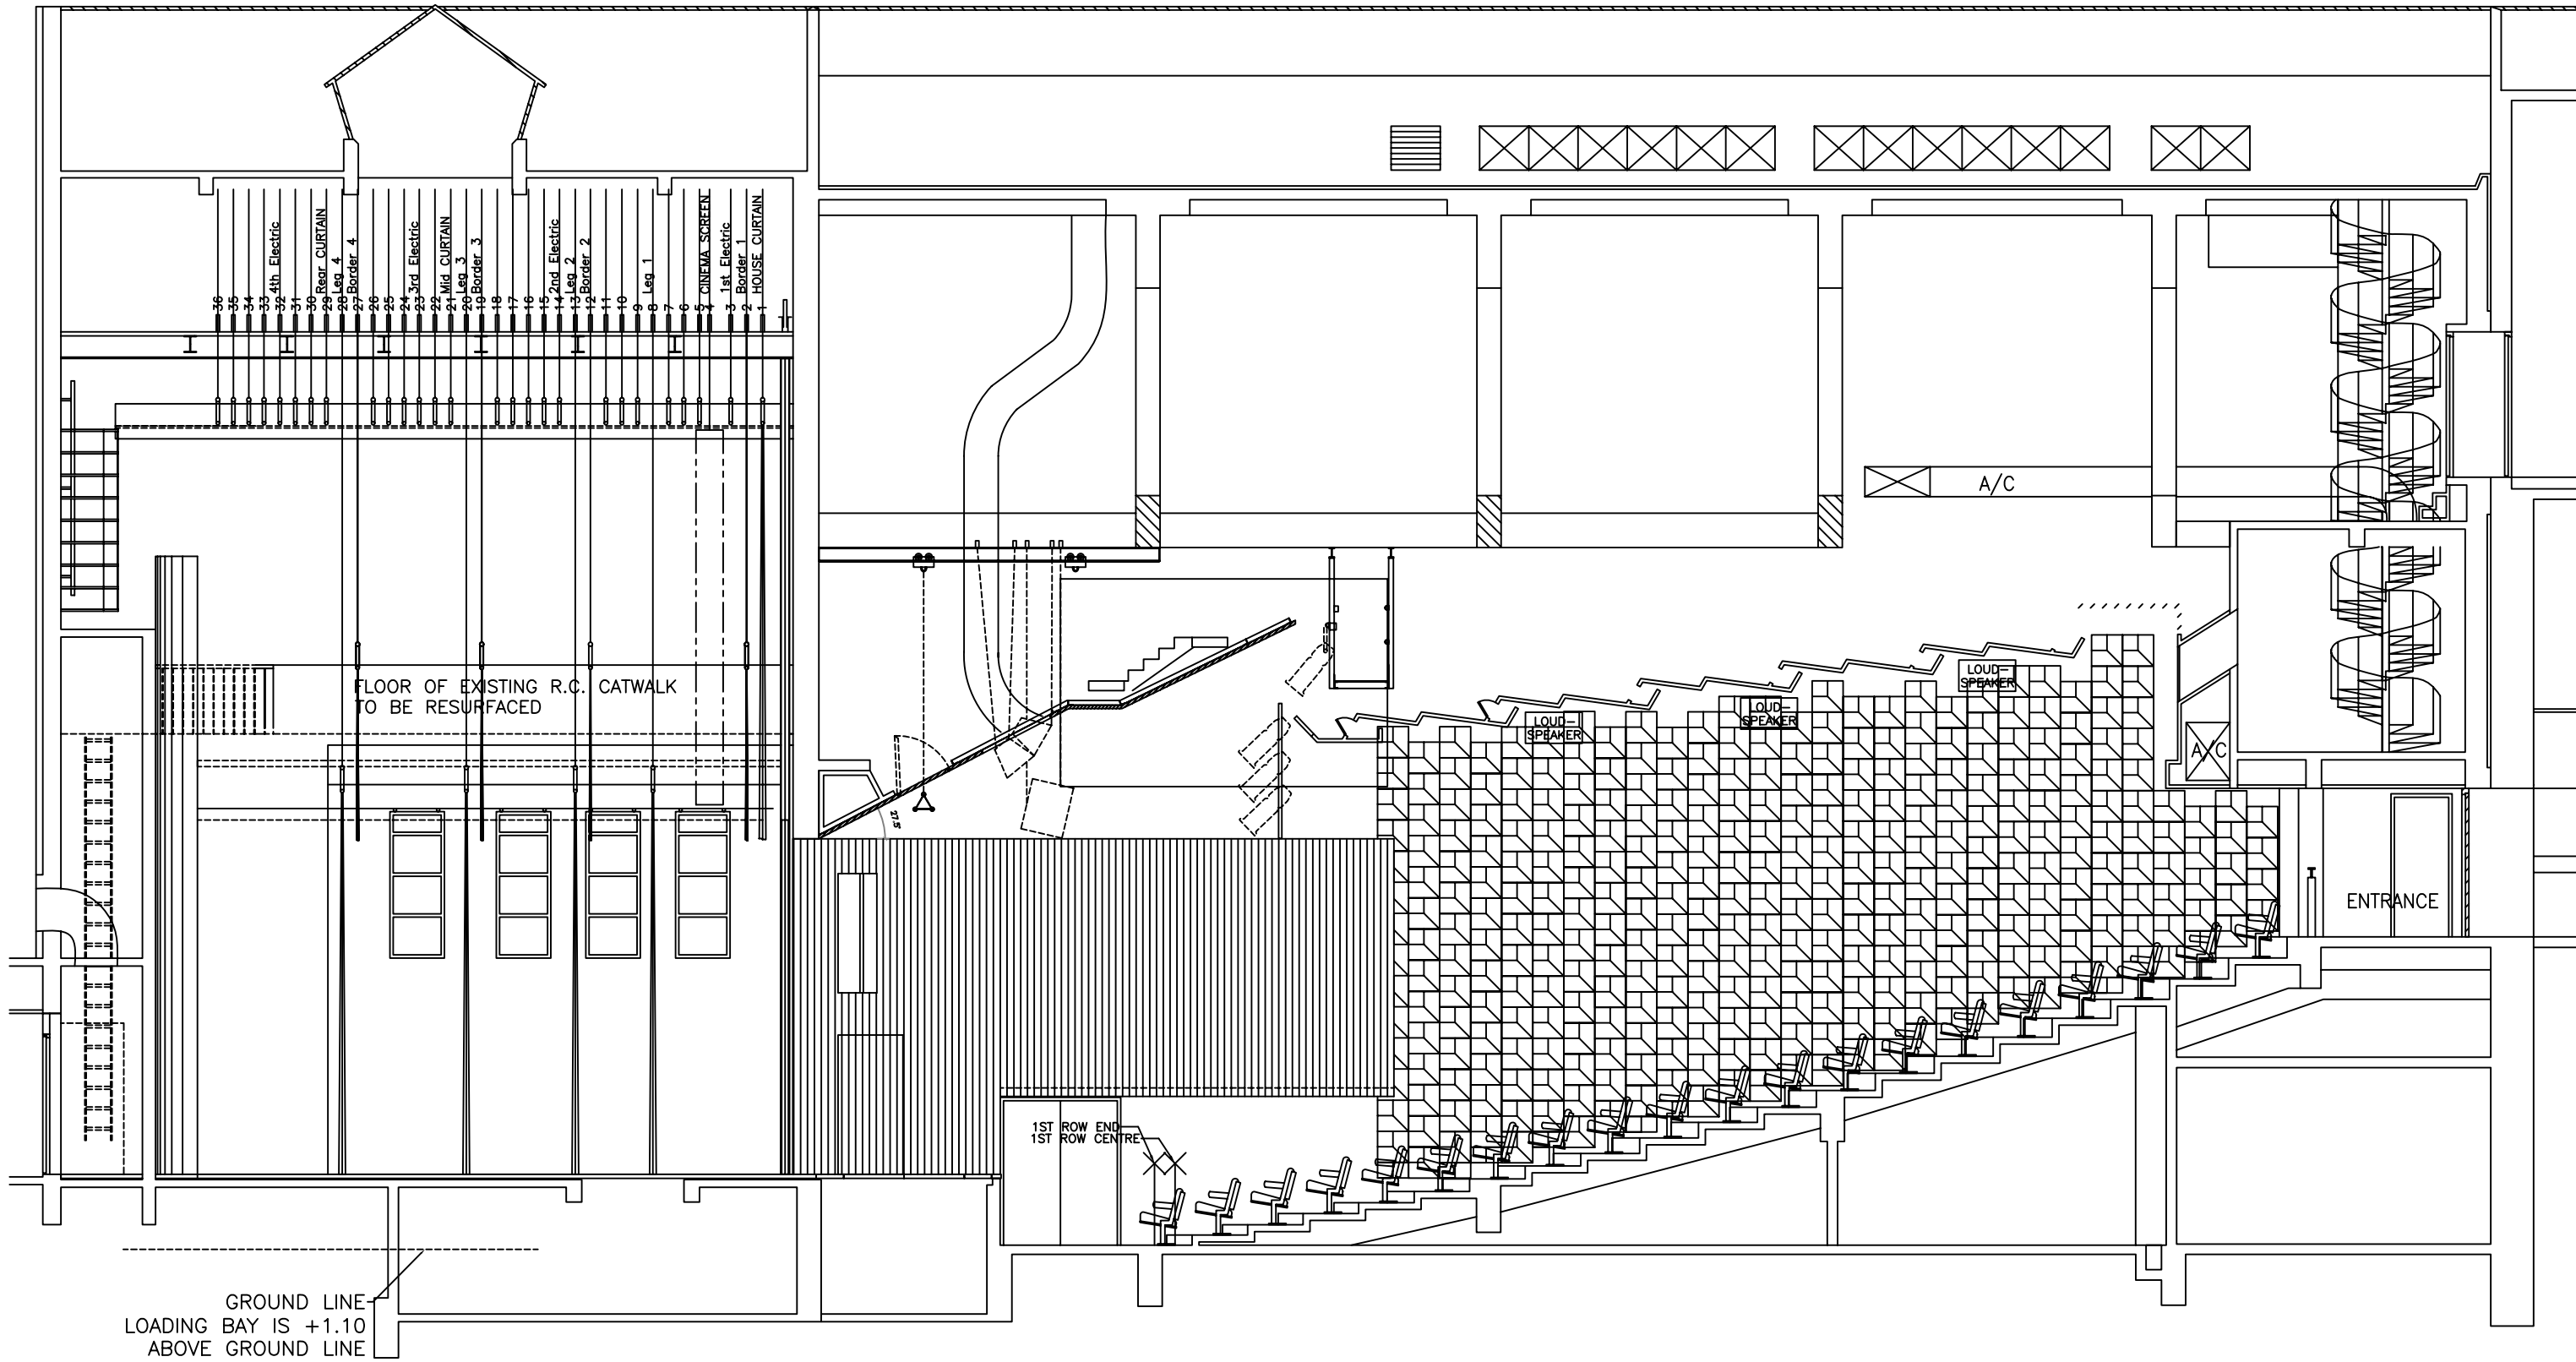 36
35
34
33
32
4th Electric
31
30
29
Rear CURTAIN
28
Leg 4
27
Border 4
26
25
24
23
3rd Electric
22
21
Mid CURTAIN
20
Leg 3
19
Border 3
18
17
16
15
14
2nd Electric
13
Leg 2
12
Border 2
11
10
9
8
Leg 1
7
6
5
4
CINEMA SCREEN
3
1st Electric
2
Border 1
1
HOUSE CURTAIN
A/C
FLOOR OF EXISTING R.C. CATWALK
TO BE RESURFACED
LOUD-
SPEAKER
LOUD-
SPEAKER
LOUD-
SPEAKER
A/C
27.5
ENTRANCE
1ST ROW END
1ST ROW CENTRE
GROUND LINE
LOADING BAY IS +1.10
ABOVE GROUND LINE